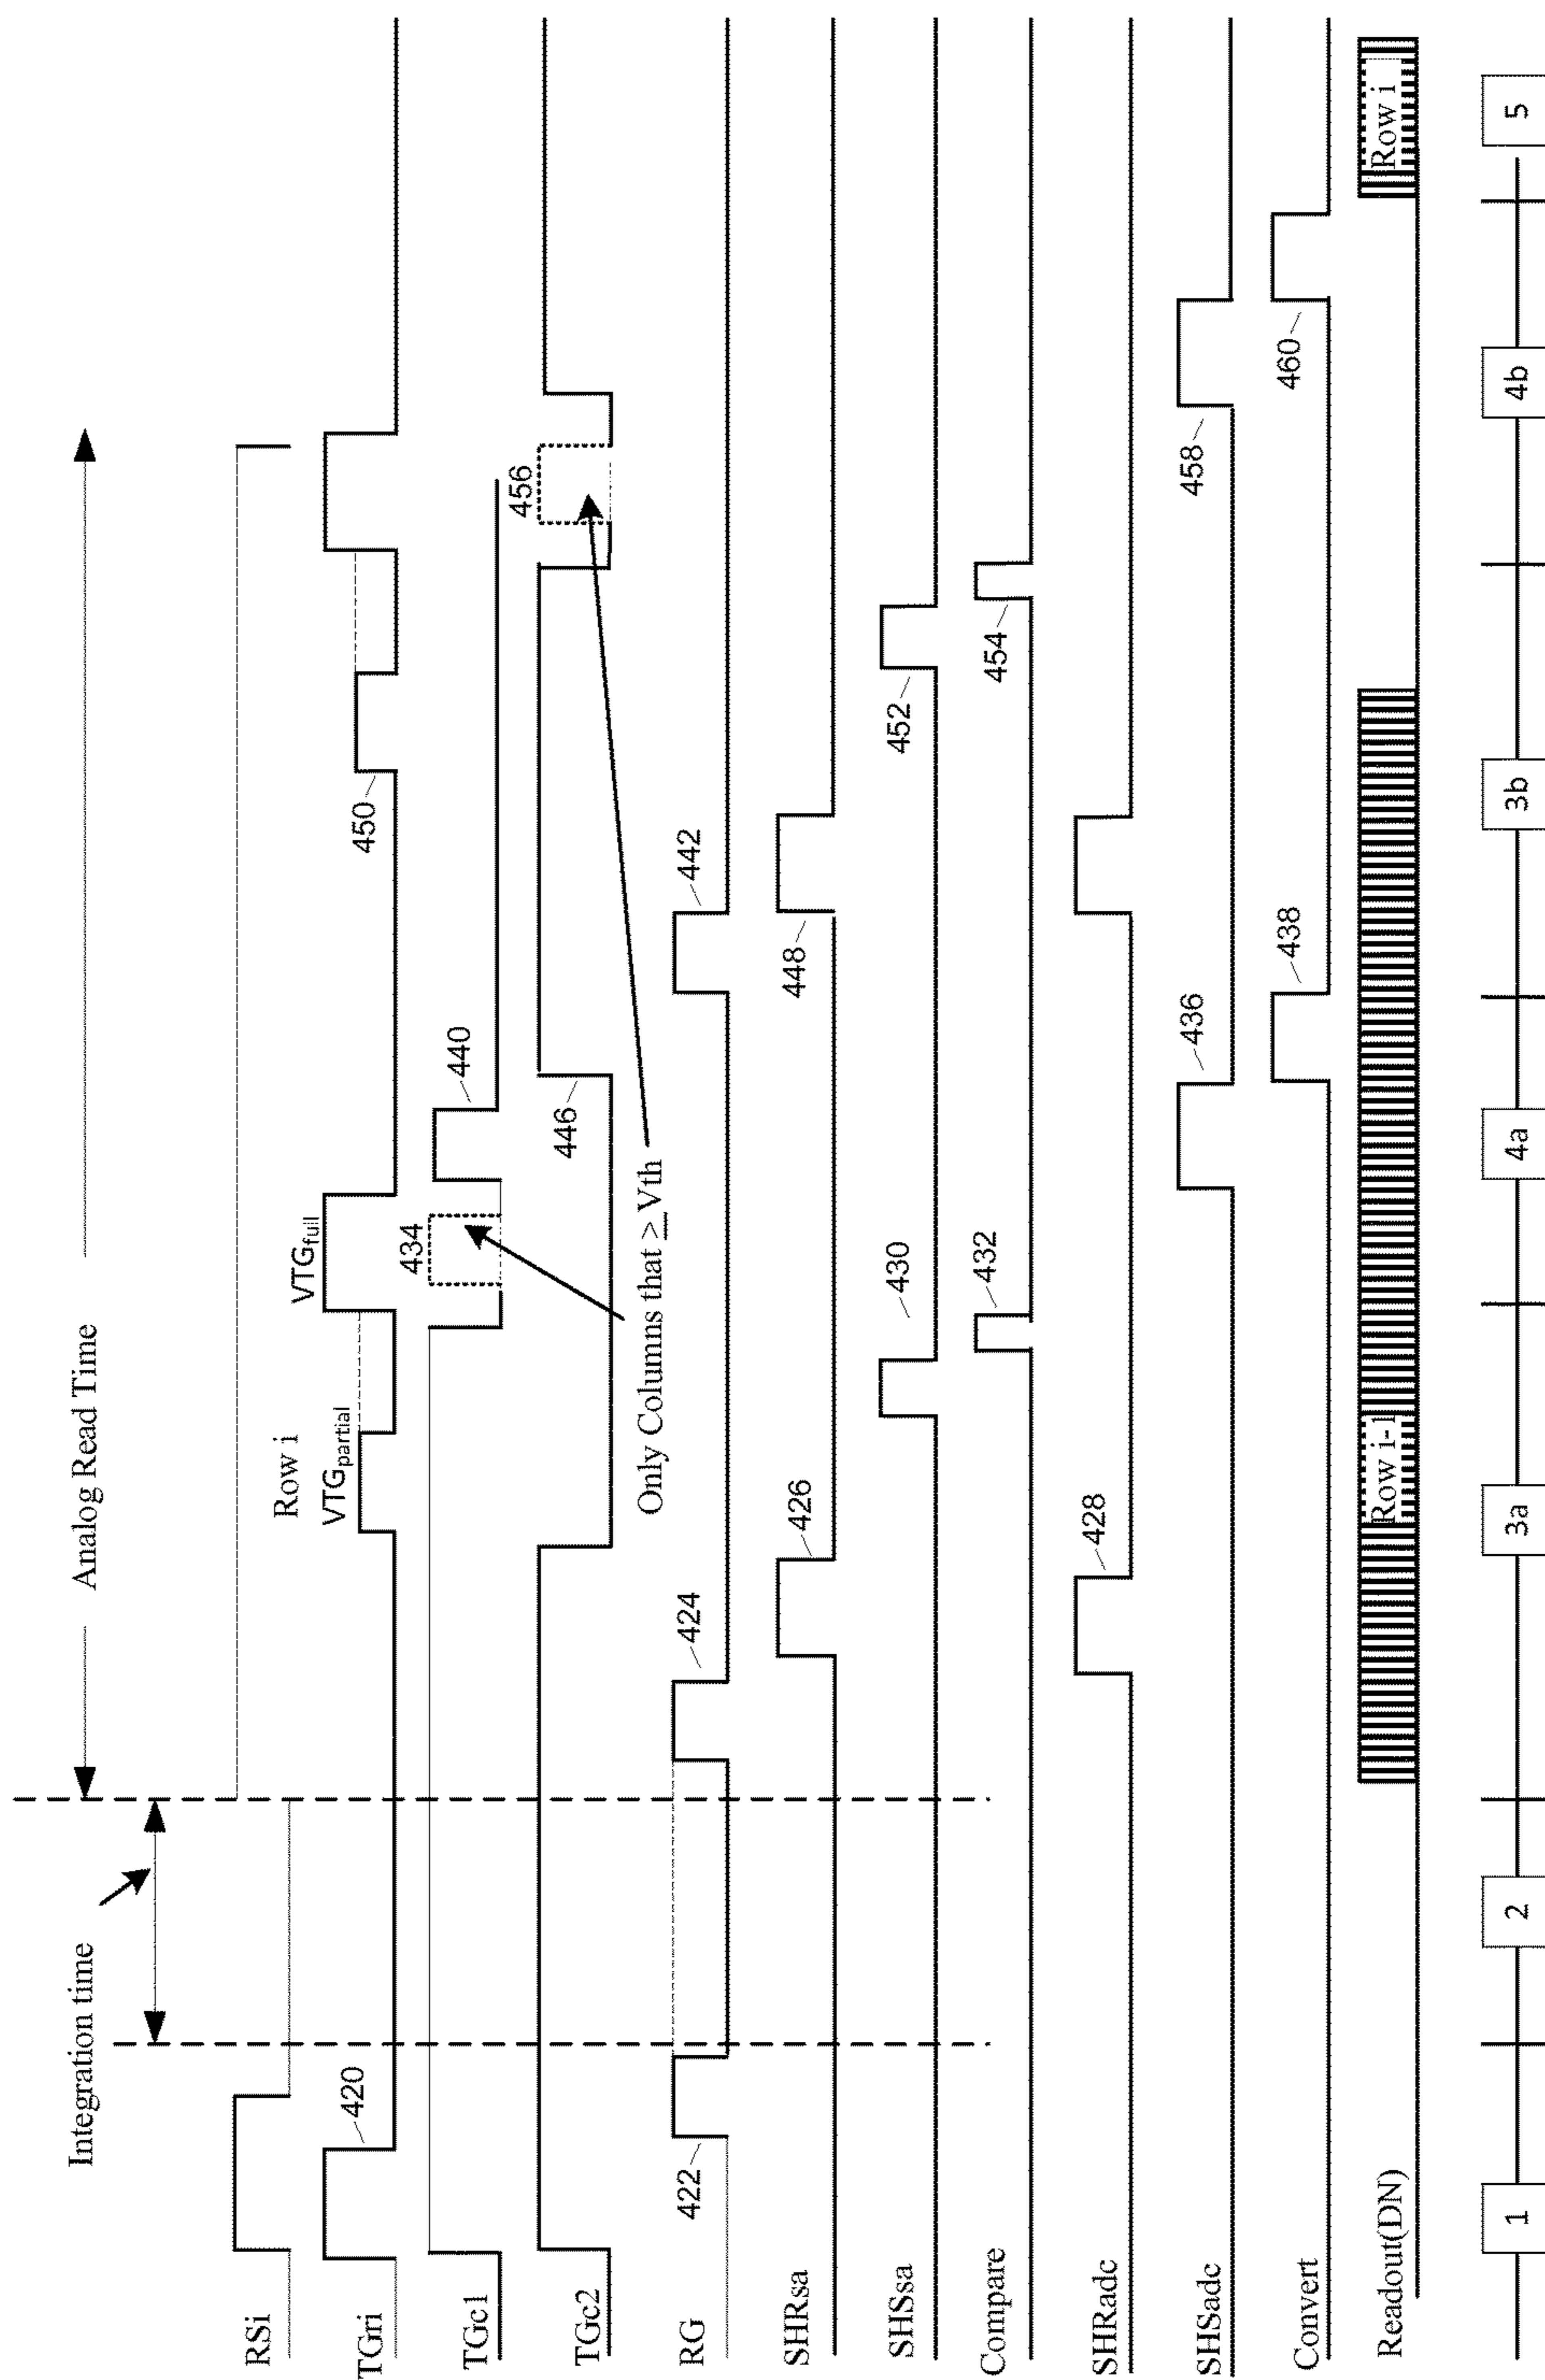 Integration time
Analog Read Time
RSi
Row i
TGri
420
VTGpartial
VTGfull
450
TGc1
434
440
TGc2
446
456
Only Columns that ≥ Vth
RG
422
424
442
SHRsa
426
448
SHSsa
430
452
Compare
432
454
SHRadc
428
SHSadc
436
458
Convert
438
460
Readout(DN)
Row i-1
Row i
1
2
3a
4a
3b
4b
5